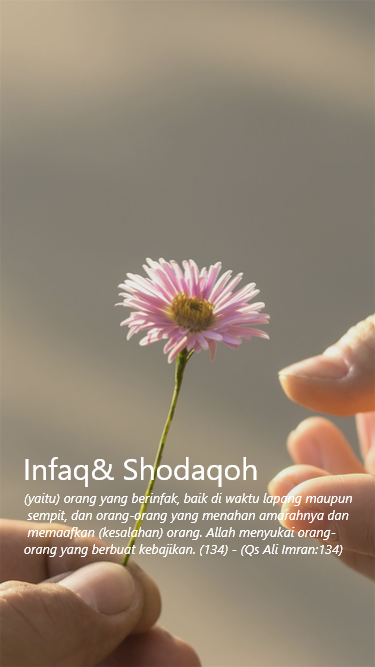 Infaq& Shodaqoh
(yaitu) orang yang berinfak, baik di waktu lapang maupun
sempit, dan orang-orang yang menahan amarahnya dan
memaafkan (kesalahan) orang. Allah menyukai orang-
orang yang berbuat kebajikan. (134) - (Qs Ali Imran:134)